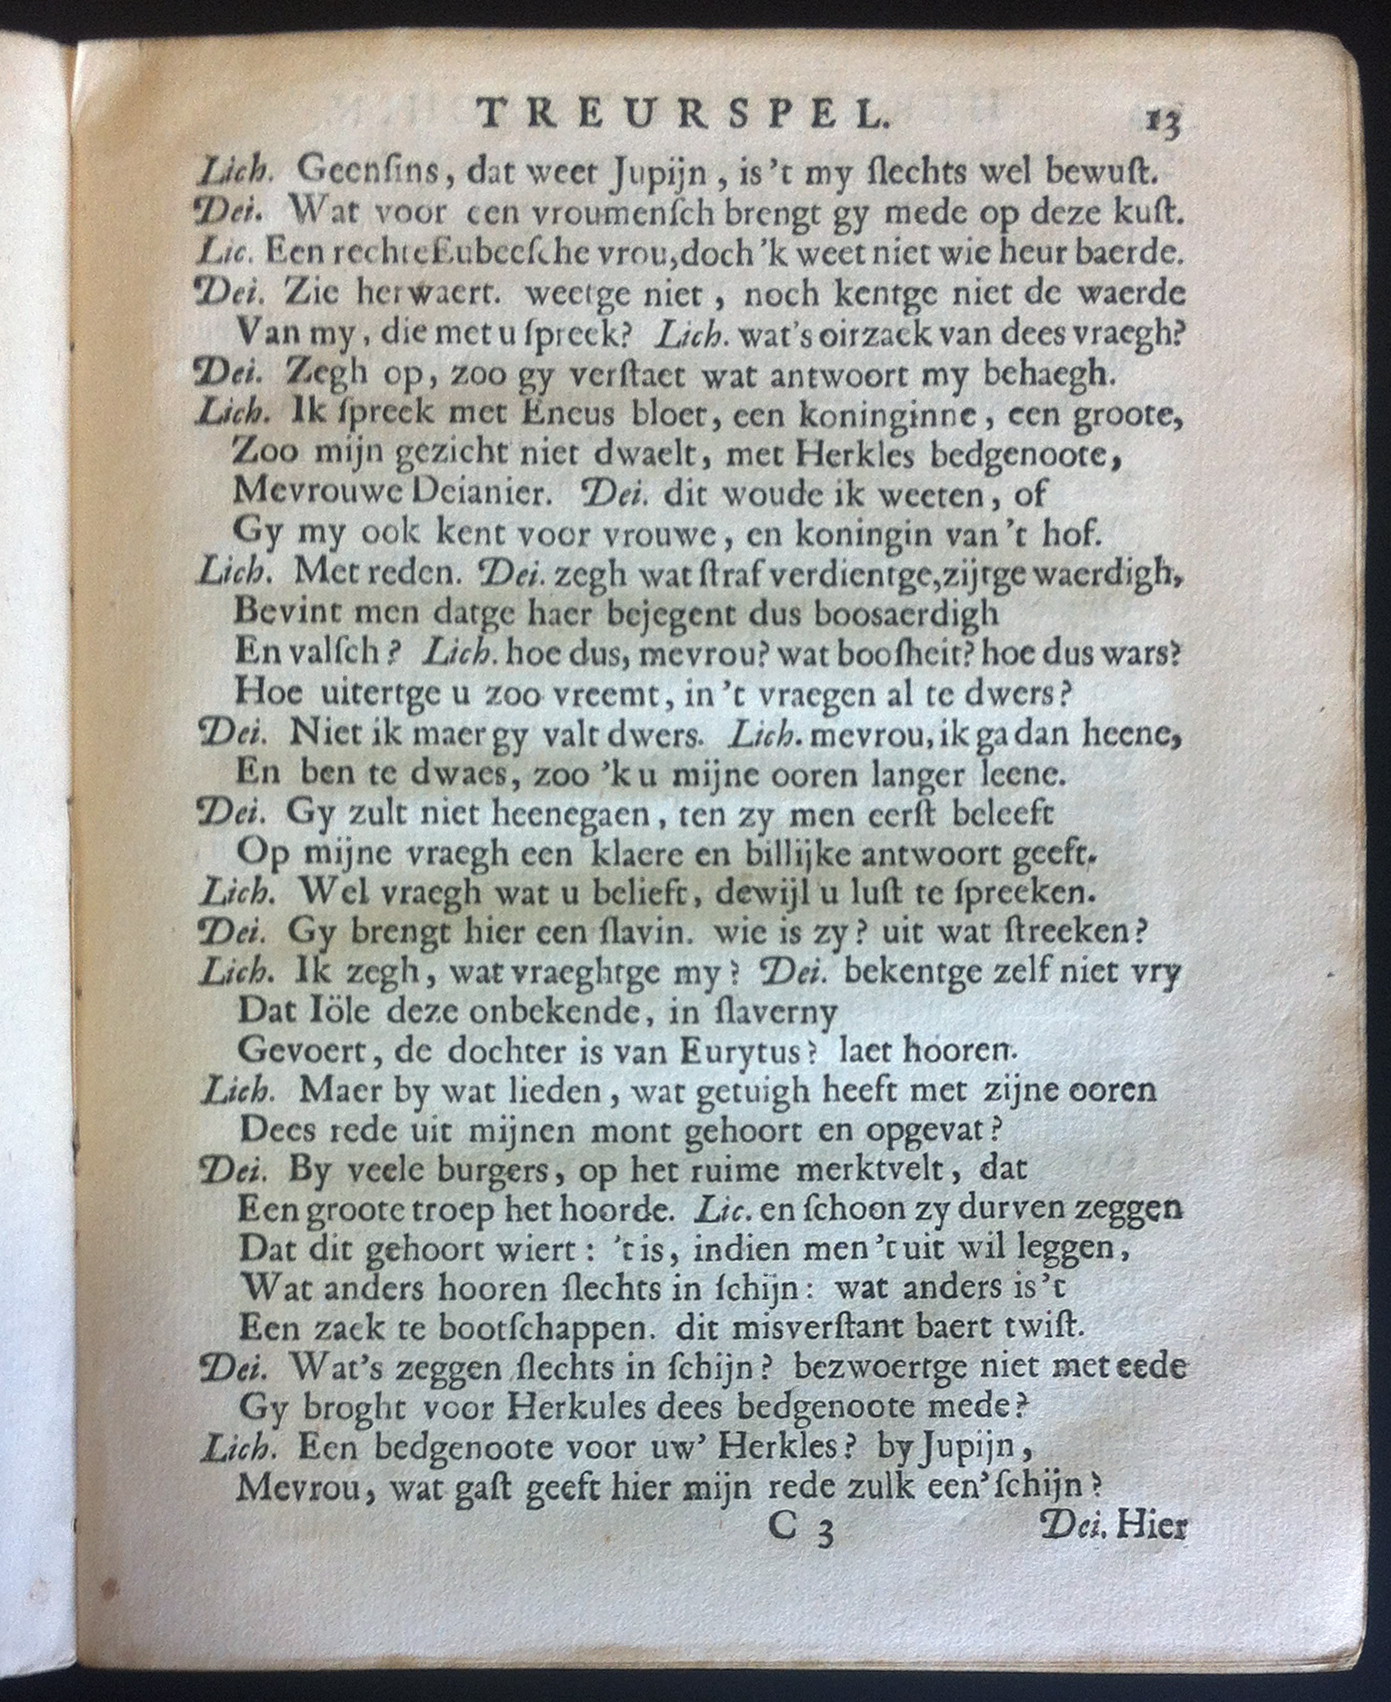 TREURSPEL. 13
Lich. Geenſins, dat weet Jupijn, is 't my ſlechts wel bewuſt.
Dei. Wat voor een vroumenſch brengt gy mede op deze kuſt.
Lic. Een rechte Eubeeſche vrou, doch 'k weet niet wie heur baerde.
Dei. Zie herwaert. weetge niet, noch kentge niet de waerde
Van my, die met u ſpreek? Lich. wat's oirzaek van dees vraegh?
Dei. Zegh op, zoo gy verſtaet wat antwoort my behaegh.
Lich. Ik ſpreek met Eneus bloet, een koninginne, een groote,
Zoo mijn gezicht niet dwaelt, met Herkles bedgenoote,
Mevrouwe Deianier. Dei. dit woude ik weeten, of
Gy my ook kent voor vrouwe, en koningin van 't hof.
Lich. Met reden. Dei. zegh wat ſtraf verdientge, zijtge waerdigh,
Bevint men datge haer bejegent dus boosaerdigh
En valſch? Lich. hoe dus, mevrou? wat booſheit? hoe dus wars?
Hoe uitertge u zoo vreemt, in 't vraegen al te dwers?
Dei. Niet ik maer gy valt dwers. Lich. mevrou, ik ga dan heene,
En ben te dwaes, zoo 'k u mijne ooren langer leene.
Dei. Gy zult niet heenegaen, ten zy men eerſt beleeft
Op mijne vraegh een klaere en billijke antwoort geeft.
Lich. Wel vraegh wat u belieft, dewijl u luſt te ſpreeken.
Dei. Gy brengt hier een ſlavin. wie is zy? uit wat ſtreeken?
Lich. Ik zegh, wat vraeghtge my? Dei. bekentge zelf niet vry
Dat Iöle deze onbekende, in ſlaverny
Gevoert, de dochter is van Eurytus? laet hooren.
Lich. Maer by wat lieden, wat getuigh heeft met zijne ooren
Dees rede uit mijnen mont gehoort en opgevat?
Dei. By veele burgers, op het ruime merktvelt, dat
Een groote troep het hoorde. Lic. en ſchoon zy durven zeggen
Dat dit gehoort wiert: 't is, indien men 't uit wil leggen,
Wat anders hooren ſlechts in ſchijn: wat anders is 't
Een zaek te bootſchappen. dit misverſtant baert twiſt.
Dei. Wat's zeggen ſlechts in ſchijn? bezwoertge niet met eede
Gy broght voor Herkules dees bedgenoote mede?
Lich. Een bedgenoote voor uw' Herkles? by Jupijn,
Mevrou, wat gaſt geeft hier mijn rede zulk een' ſchijn?
C 3 Dei. Hier